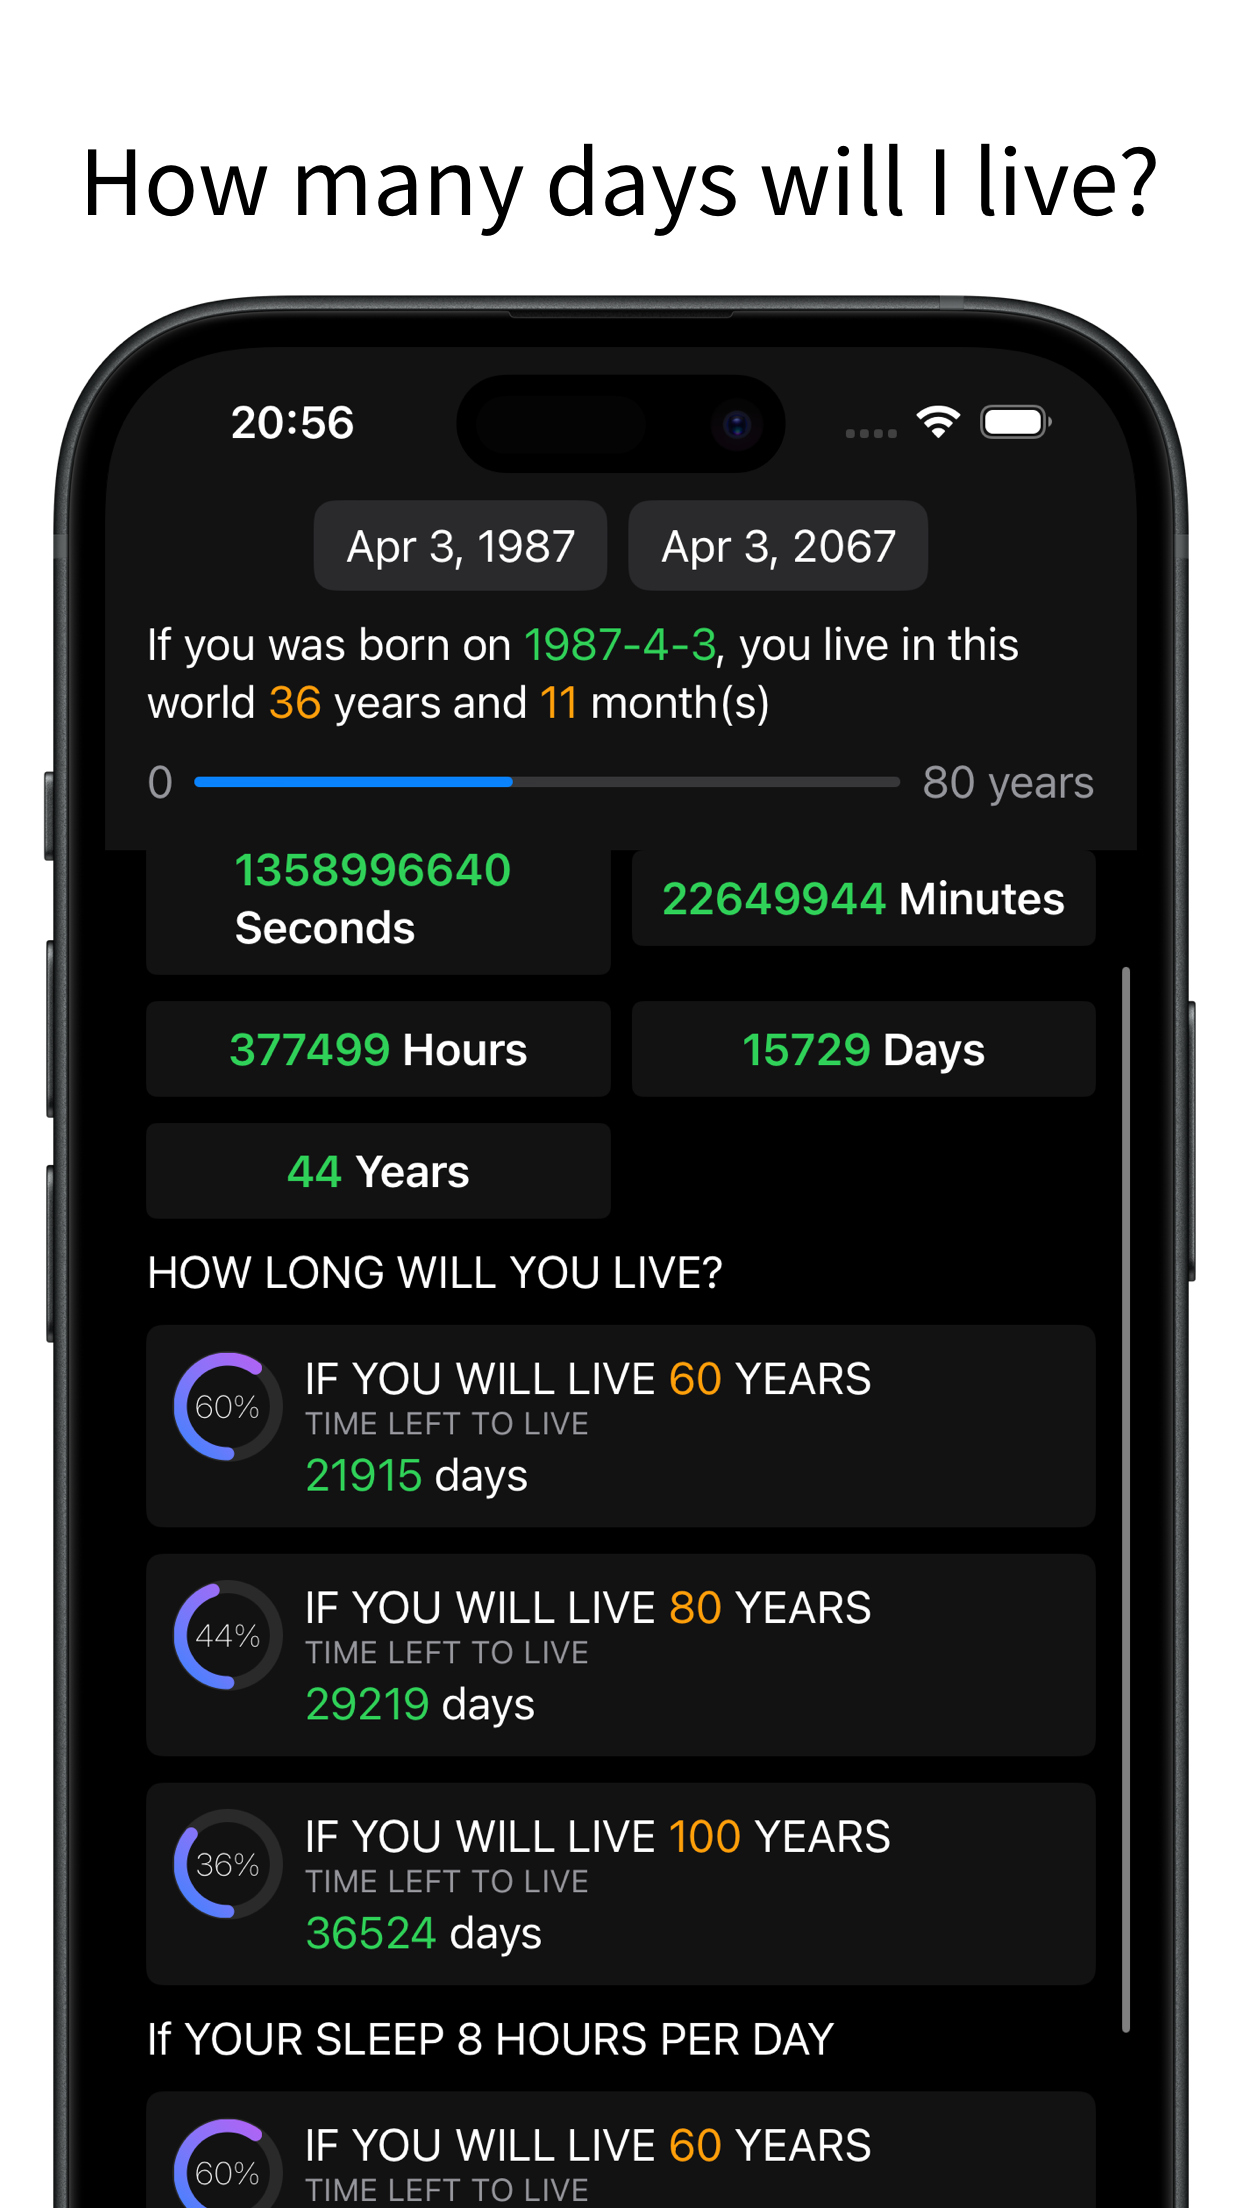 How many days will I live?
20:56
Apr 3, 1987
Apr 3, 2067
If you was born on 1987-4-3, you live in this
world 36 years and 11 month(s)
0
80 years
1358996640
Seconds
22649944 Minutes
377499 Hours
15729 Days
44 Years
HOW LONG WILL YOU LIVE?
60%
IF YOU WILL LIVE 60 YEARS
TIME LEFT TO LIVE
21915 days
44%
IF YOU WILL LIVE 80 YEARS
TIME LEFT TO LIVE
29219 days
36%
IF YOU WILL LIVE 100 YEARS
TIME LEFT TO LIVE
36524 days
If YOUR SLEEP 8 HOURS PER DAY
60%
IF YOU WILL LIVE 60 YEARS
TIME LEFT TO LIVE